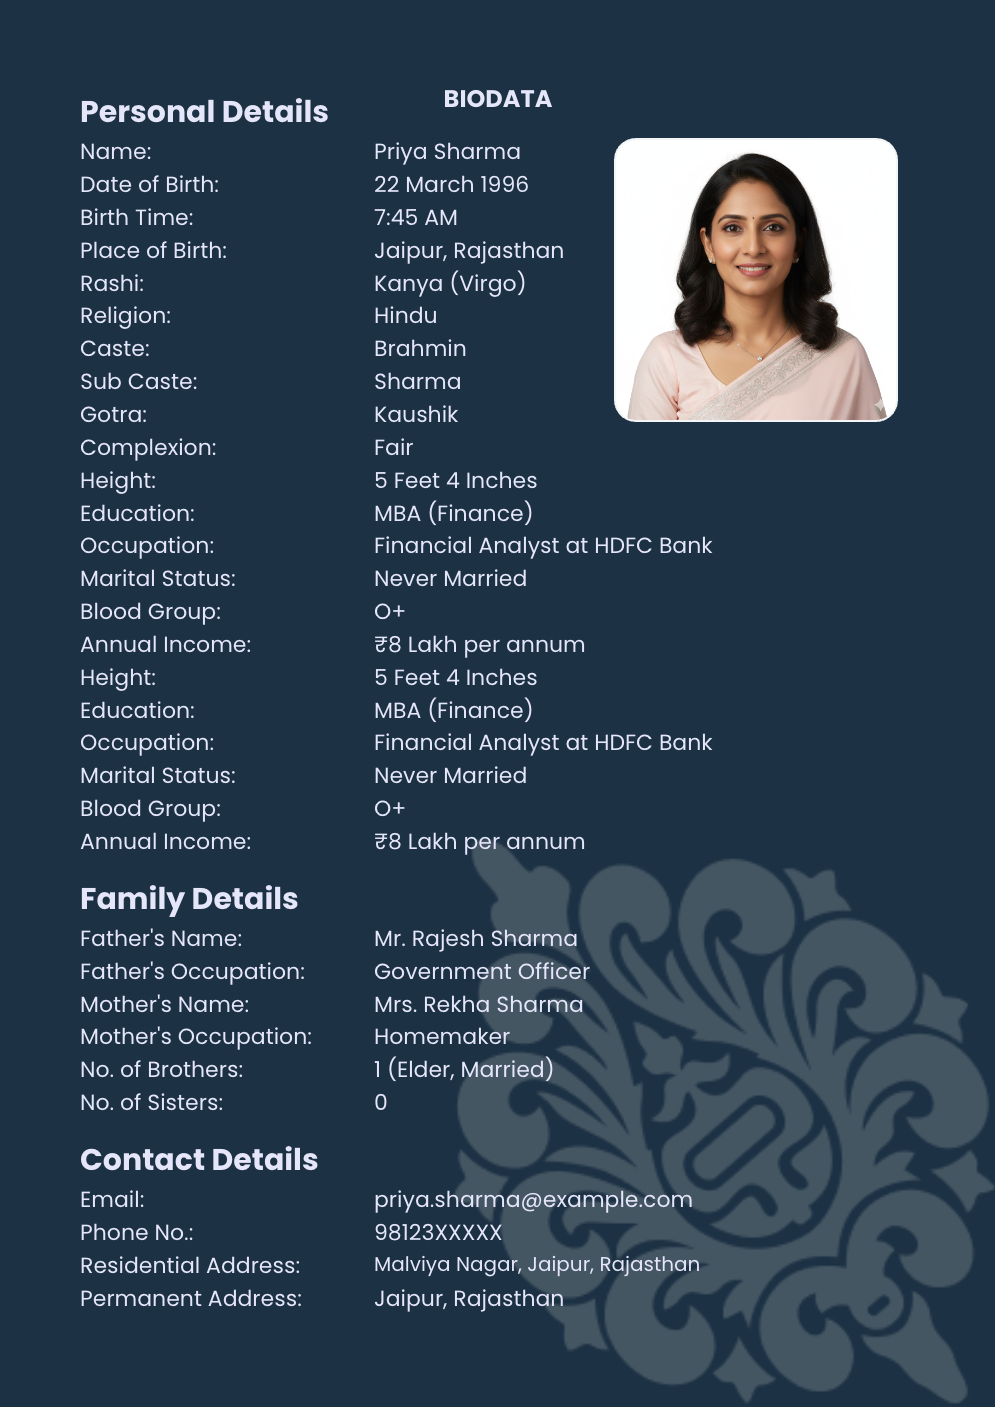 BIODATA
Personal Details
Name: Priya Sharma
Date of Birth: 22 March 1996
Birth Time: 7:45 AM
Place of Birth: Jaipur, Rajasthan
Rashi: Kanya (Virgo)
Religion: Hindu
Caste: Brahmin
Sub Caste: Sharma
Gotra: Kaushik
Complexion: Fair
Height: 5 Feet 4 Inches
Education: MBA (Finance)
Occupation: Financial Analyst at HDFC Bank
Marital Status: Never Married
Blood Group: O+
Annual Income: ₹8 Lakh per annum
Height: 5 Feet 4 Inches
Education: MBA (Finance)
Occupation: Financial Analyst at HDFC Bank
Marital Status: Never Married
Blood Group: O+
Annual Income: ₹8 Lakh per annum
Family Details
Father's Name: Mr. Rajesh Sharma
Father's Occupation: Government Officer
Mother's Name: Mrs. Rekha Sharma
Mother's Occupation: Homemaker
No. of Brothers: 1 (Elder, Married)
No. of Sisters: 0
Contact Details
Email: priya.sharma@example.com
Phone No.: 98123XXXXX
Residential Address: Malviya Nagar, Jaipur, Rajasthan
Permanent Address: Jaipur, Rajasthan